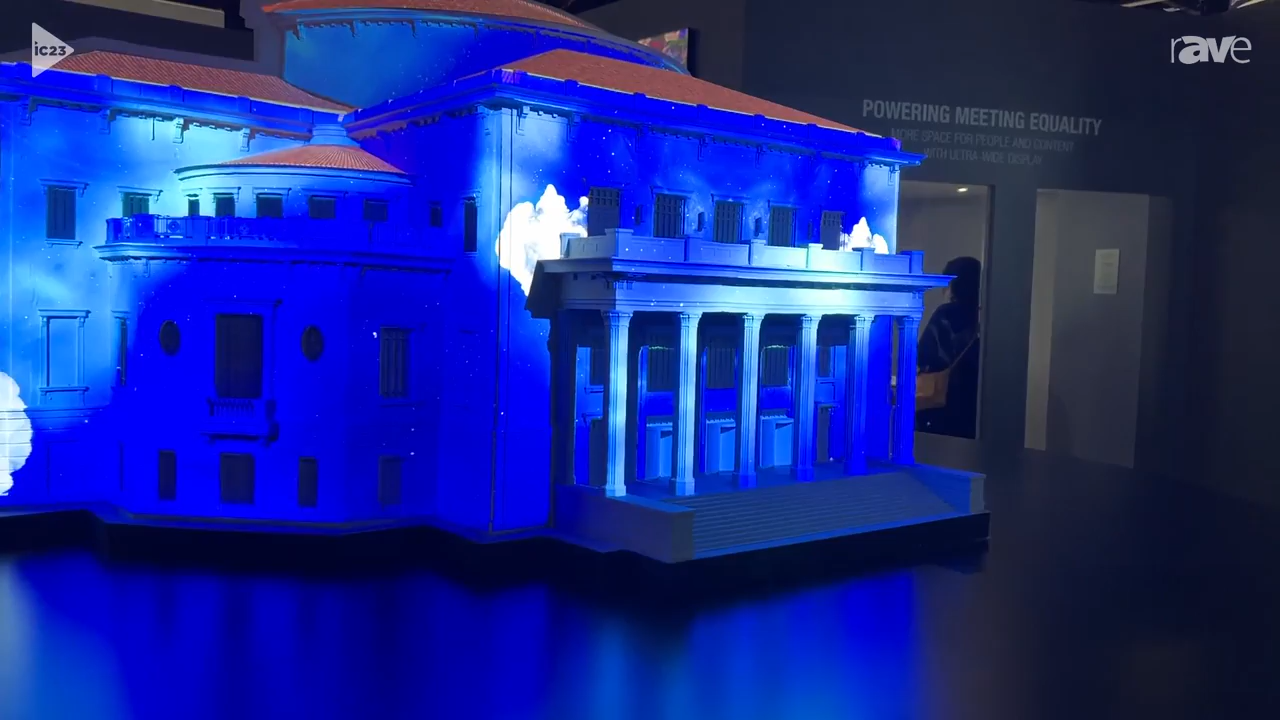 ic23
rave
POWERING MEETING EQUALITY
MORE SPACE FOR PEOPLE AND CONTENT
WITH ULTRA-WIDE DISPLAY